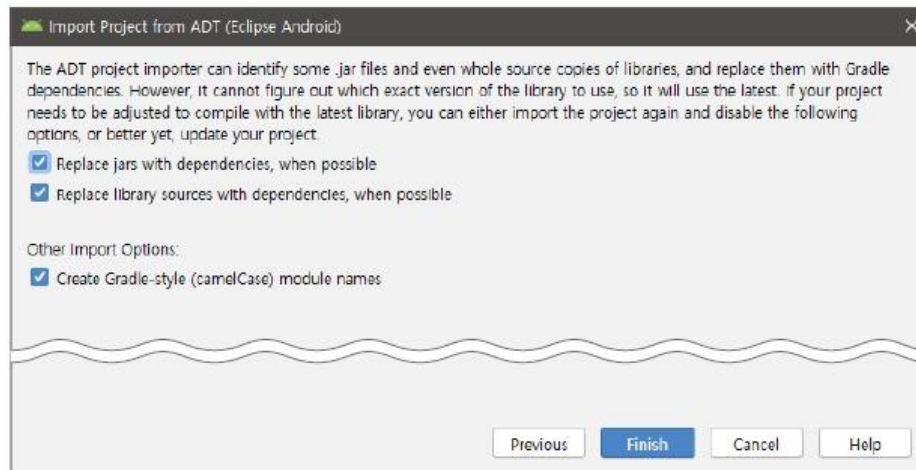 Import Project from ADT (Eclipse Android)
The ADT project importer can identify some .jar files and even whole source copies of libraries, and replace them with Gradle
dependencies. However, it cannot figure out which exact version of the library to use, so it will use the latest. If your project
needs to be adjusted to compile with the latest library, you can either import the project again and disable the following
options, or better yet, update your project.
Replace jars with dependencies, when possible
Replace library sources with dependencies, when possible
Other Import Options:
Create Gradle-style (camelCase) module names
Previous Finish Cancel Help